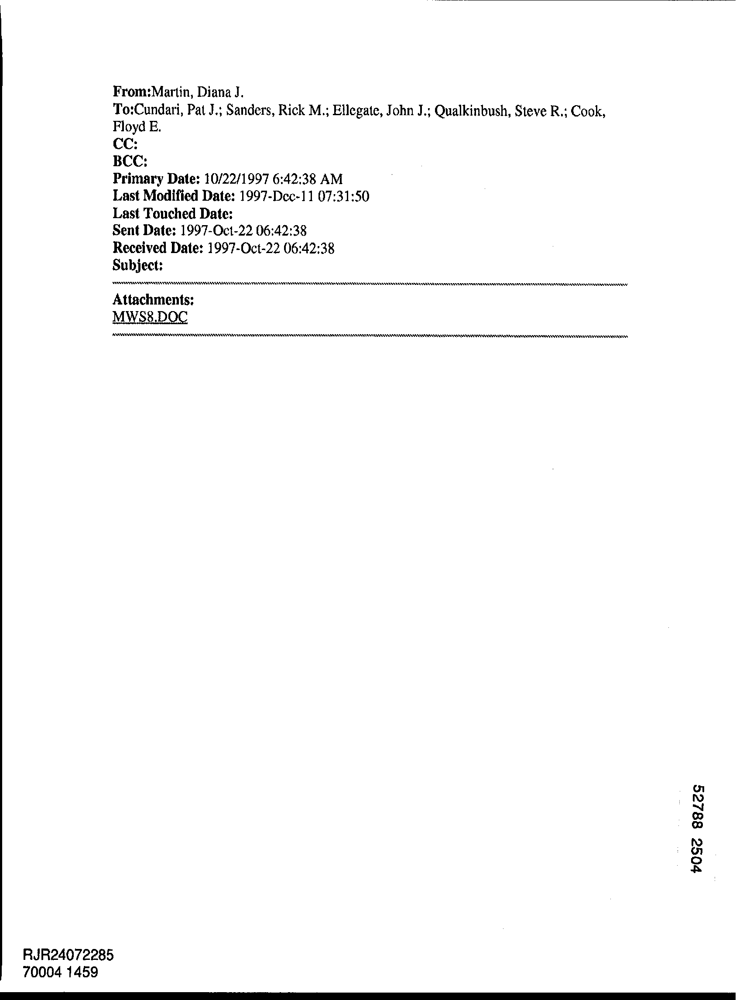 From:Martin, Diana J.
To:Cundari, Pat J.; Sanders, Rick M.; Ellegate, John J.; Qualkinbush, Steve R.; Cook,
Floyd E.
CC:
BCC:
Primary Date: 10/22/1997 6:42:38 AM
Last Modified Date: 1997-Dec-11 07:31:50
Last Touched Date:
Sent Date: 1997-Oct-22 06:42:38
Received Date: 1997-Oct-22 06:42:38
Subject:
Attachments:
MWS8.DOC
52788 2504
RJR24072285
70004 1459